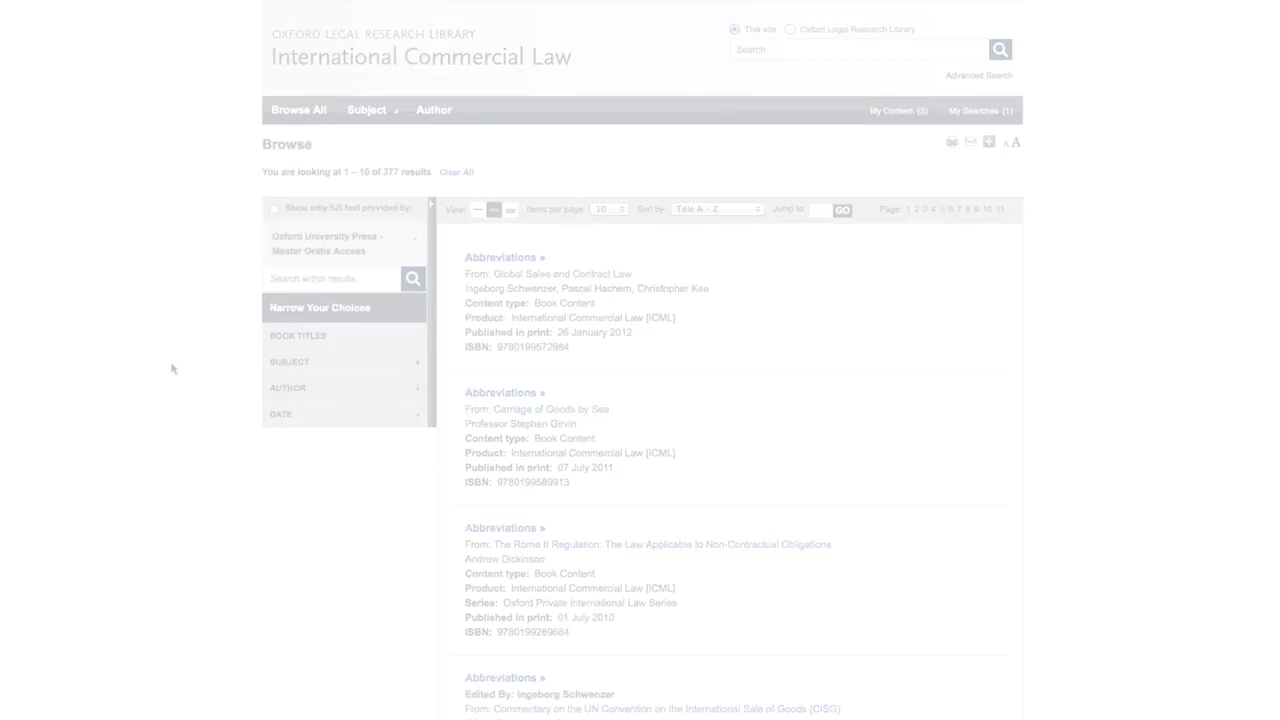 OXFORD LEGAL RESEARCH LIBRARY
International Commercial Law
This site Oxford Legal Research Library
Search
Advanced Search
Browse All Subject Author My Content (3) My Searches (1)
Browse
A A
You are looking at 1 – 10 of 377 results Clear All
Show only full text provided by:
Oxford University Press -
Master Gratis Access
Search within results
Narrow Your Choices
BOOK TITLES
SUBJECT
AUTHOR
DATE
View: Items per page: 10 Sort by: Title A - Z Jump to: GO Page: 1 2 3 4 5 6 7 8 9 10 11
Abbreviations »
From: Global Sales and Contract Law
Ingeborg Schwenzer, Pascal Hachem, Christopher Kee
Content type: Book Content
Product: International Commercial Law [ICML]
Published in print: 26 January 2012
ISBN: 9780199572984
Abbreviations »
From: Carriage of Goods by Sea
Professor Stephen Girvin
Content type: Book Content
Product: International Commercial Law [ICML]
Published in print: 07 July 2011
ISBN: 9780199589913
Abbreviations »
From: The Rome II Regulation: The Law Applicable to Non-Contractual Obligations
Andrew Dickinson
Content type: Book Content
Product: International Commercial Law [ICML]
Series: Oxford Private International Law Series
Published in print: 01 July 2010
ISBN: 9780199289684
Abbreviations »
Edited By: Ingeborg Schwenzer
From: Commentary on the UN Convention on the International Sale of Goods (CISG)